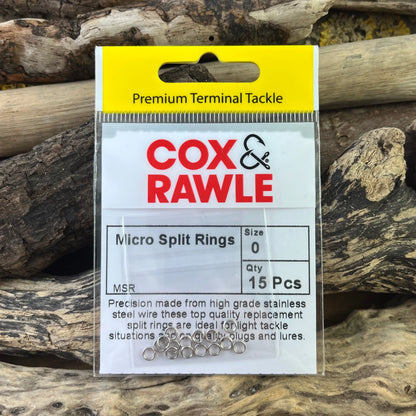 Premium Terminal Tackle
COX &
RAWLE
Micro Split Rings
MSR
Size
0
Qty
15 Pcs
Precision made from high grade stainless
steel wire these top quality replacement
split rings are ideal for light tackle
situations quality plugs and lures.